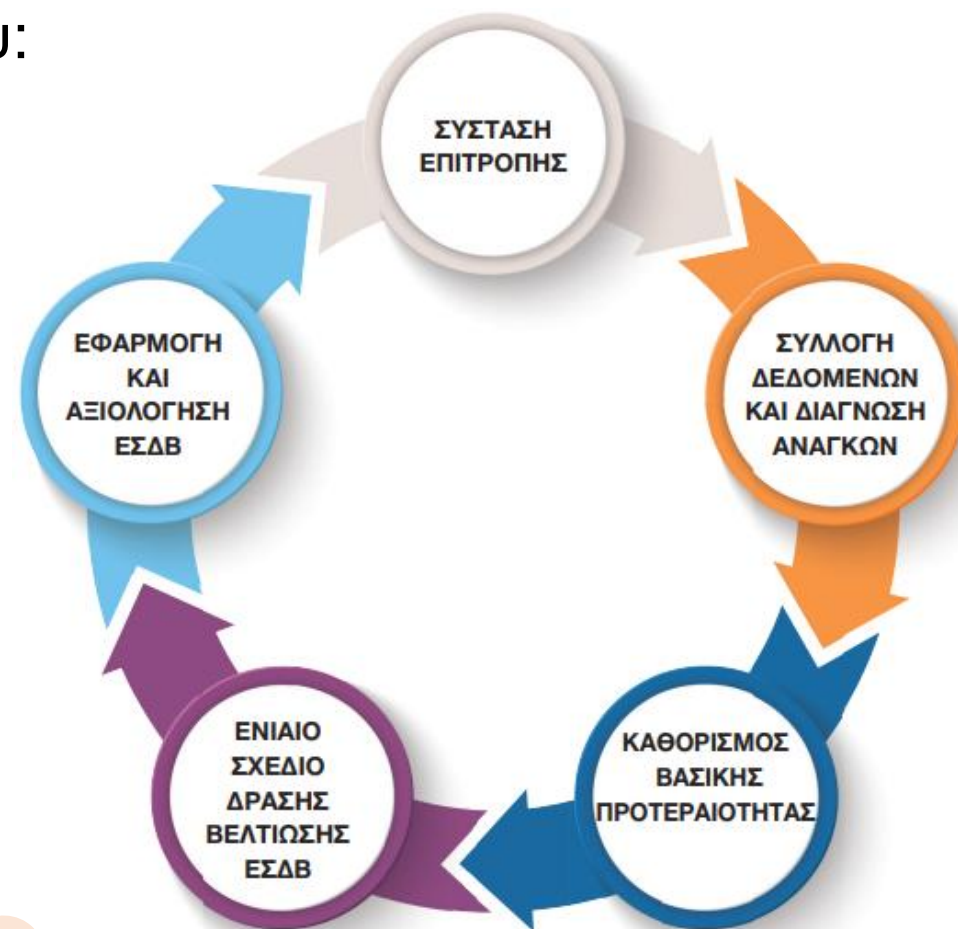 υ:
ΣΥΣΤΑΣΗ
ΕΠΙΤΡΟΠΗΣ
ΣΥΛΛΟΓΗ
ΔΕΔΟΜΕΝΩΝ
ΚΑΙ ΔΙΑΓΝΩΣΗ
ΑΝΑΓΚΩΝ
ΚΑΘΟΡΙΣΜΟΣ
ΒΑΣΙΚΗΣ
ΠΡΟΤΕΡΑΙΟΤΗΤΑΣ
ΕΝΙΑΙΟ
ΣΧΕΔΙΟ
ΔΡΑΣΗΣ
ΒΕΛΤΙΩΣΗΣ
ΕΣΔΒ
ΕΦΑΡΜΟΓΗ
ΚΑΙ
ΑΞΙΟΛΟΓΗΣΗ
ΕΣΔΒ